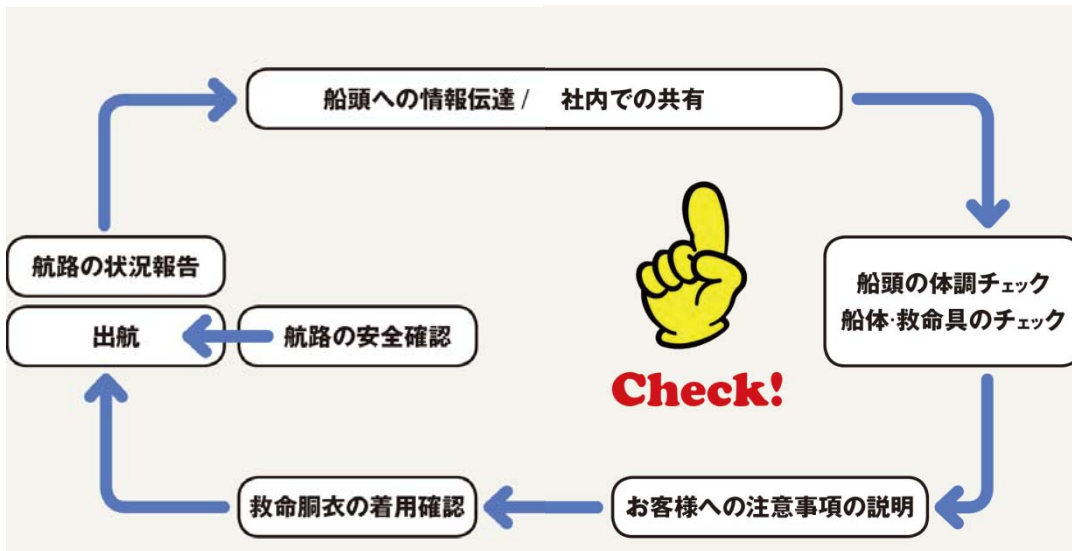 船頭への情報伝達 / 社内での共有
航路の状況報告
船頭の体調チェック
船体・救命具のチェック
出航
航路の安全確認
Check!
救命胴衣の着用確認
お客様への注意事項の説明